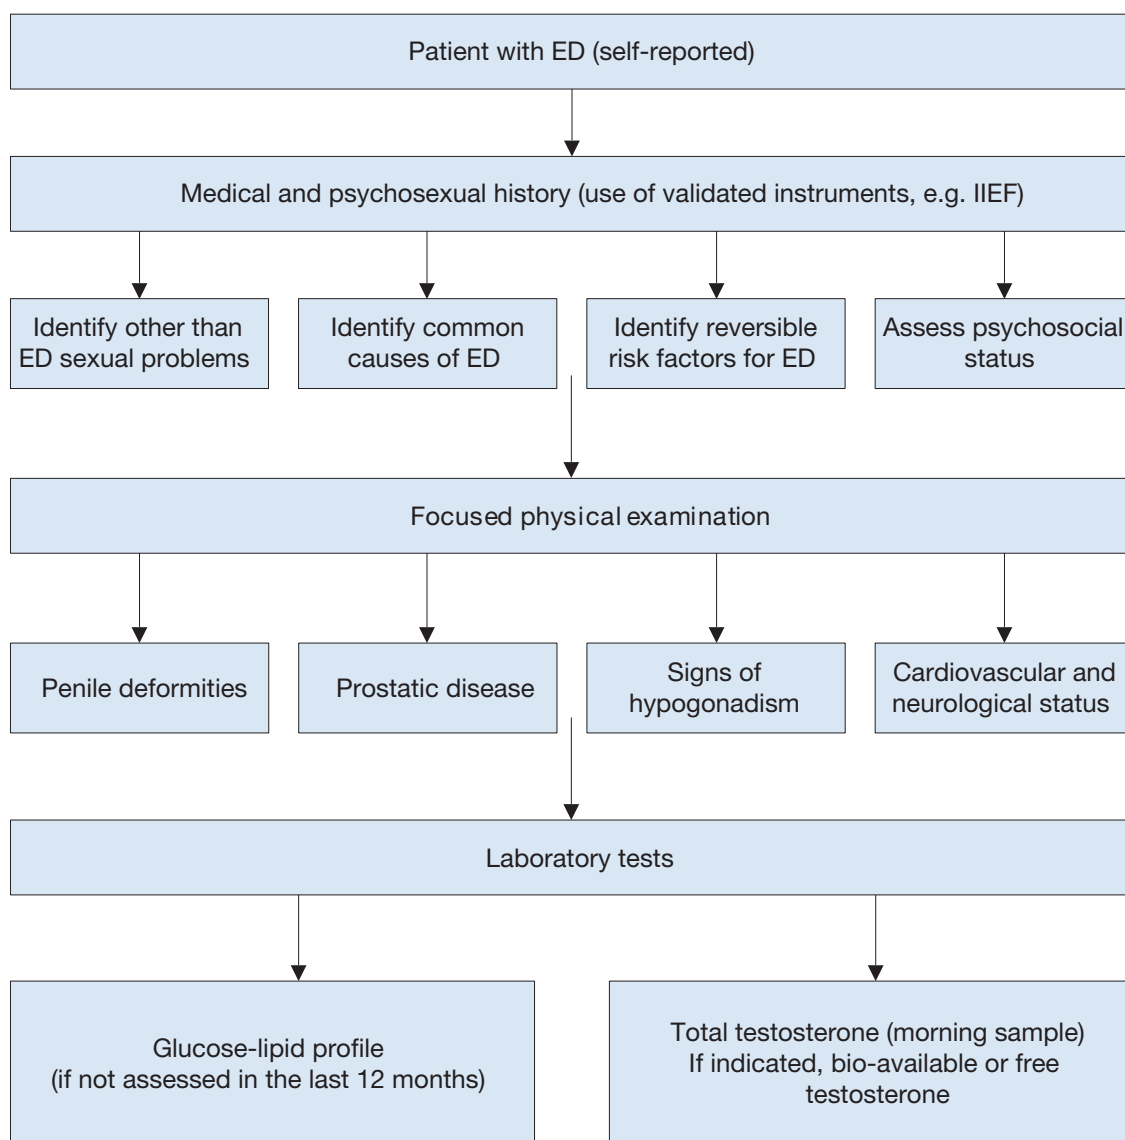 Patient with ED (self-reported)
Medical and psychosexual history (use of validated instruments, e.g. IIEF)
Identify other than
ED sexual problems
Identify common
causes of ED
Identify reversible
risk factors for ED
Assess psychosocial
status
Focused physical examination
Penile deformities
Prostatic disease
Signs of
hypogonadism
Cardiovascular and
neurological status
Laboratory tests
Glucose-lipid profile
(if not assessed in the last 12 months)
Total testosterone (morning sample)
If indicated, bio-available or free
testosterone